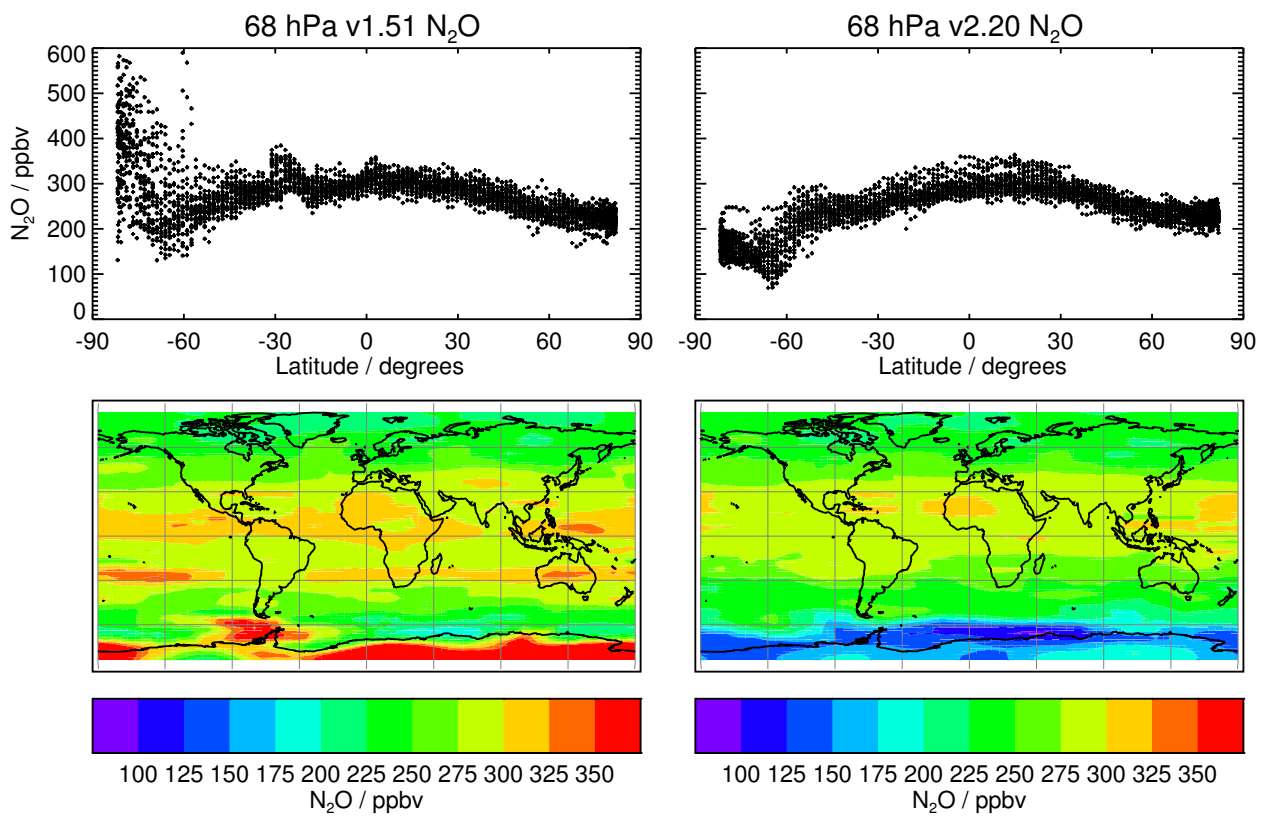 68 hPa v1.51 N₂O
68 hPa v2.20 N₂O
600
500
400
300
200
100
0
N₂O / ppbv
-90 -60 -30 0 30 60 90
Latitude / degrees
-90 -60 -30 0 30 60 90
Latitude / degrees
100 125 150 175 200 225 250 275 300 325 350
N₂O / ppbv
100 125 150 175 200 225 250 275 300 325 350
N₂O / ppbv